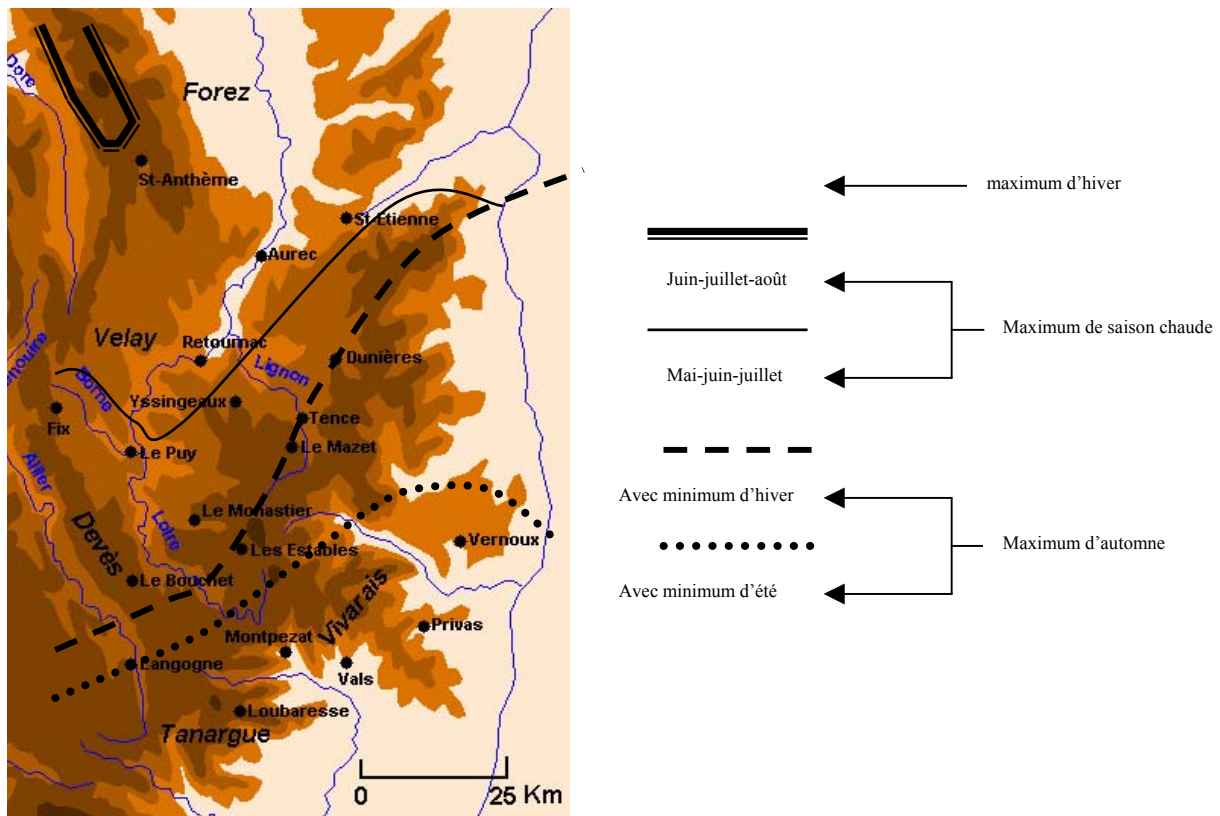 Dore
Forez
St-Anthème
St-Etienne
Aurec
Velay
Retournac
Lignon
Dunières
Borne
Yssingeaux
Tence
Fix
Le Puy
Le Mazet
Allier
Le Monastier
Loire
Devès
Les Estables
Vernoux
Le Bouchet
Vivarais
Privas
Montpezat
Langogne
Vals
Loubaresse
Tanargue
0 25 Km
maximum d'hiver
Juin-juillet-août
Maximum de saison chaude
Mai-juin-juillet
Avec minimum d'hiver
Maximum d'automne
Avec minimum d'été